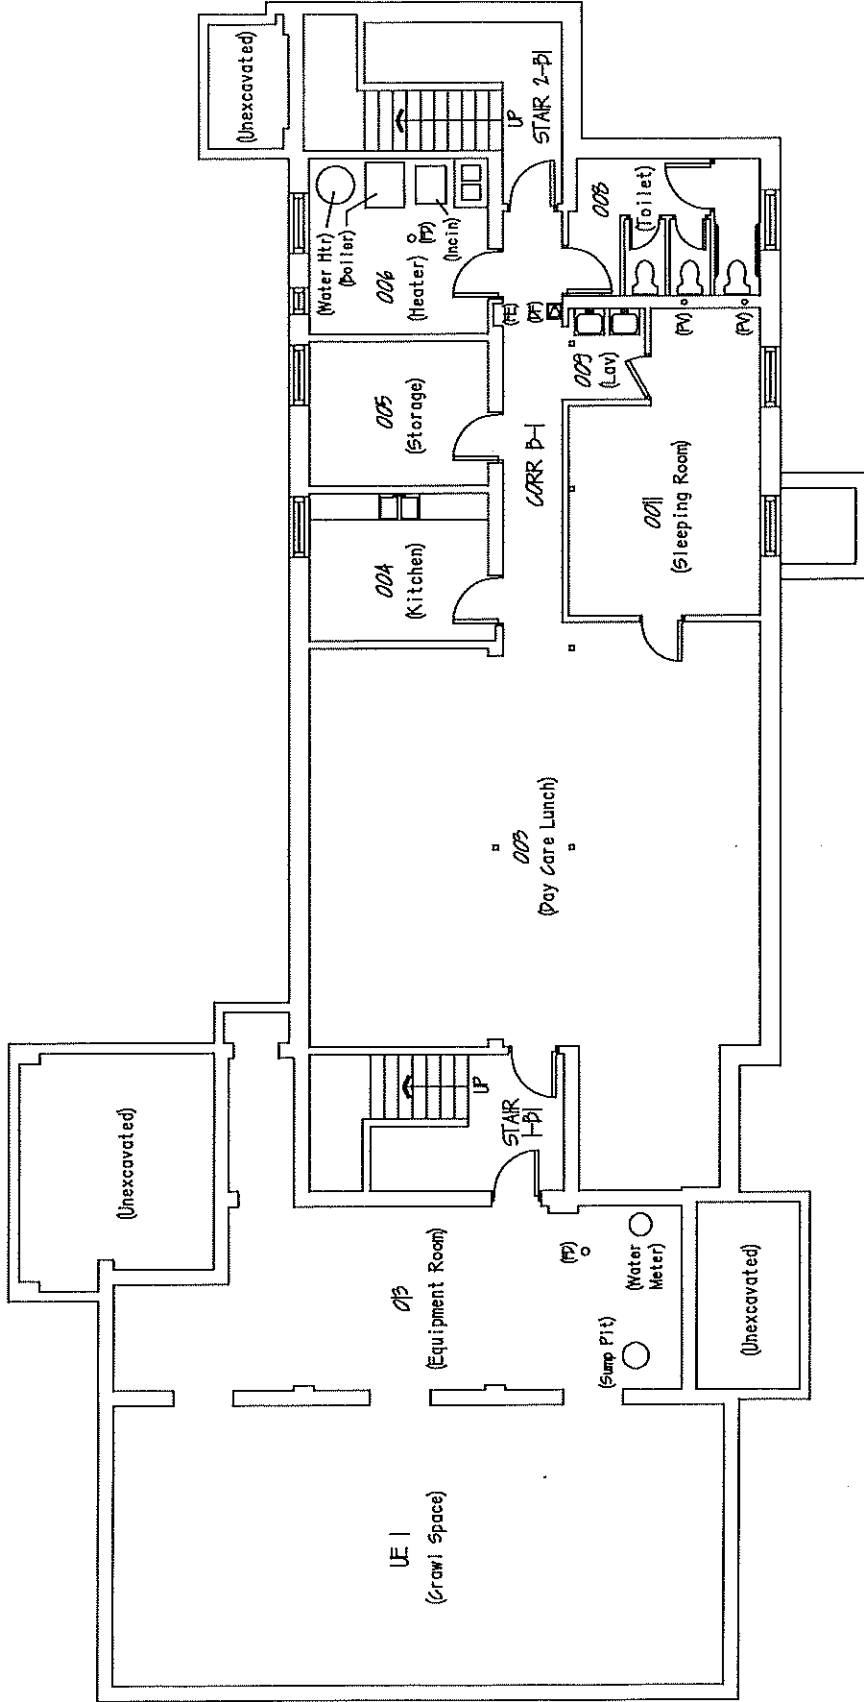 (Unexcavated)
UP
STAIR 2-B1
(Water Htr)
(Boiler)
006
(Heater)
(FD)
(Incin)
008
(Toilet)
(FE)
(DF)
009
(Lav)
(PV)
(PV)
005
(Storage)
CORR B-1
004
(Kitchen)
0011
(Sleeping Room)
003
(Day Care Lunch)
(Unexcavated)
UP
STAIR
1-B1
013
(Equipment Room)
(FD)
(Water
Meter)
(Sump Pit)
(Unexcavated)
UE 1
(Crawl Space)